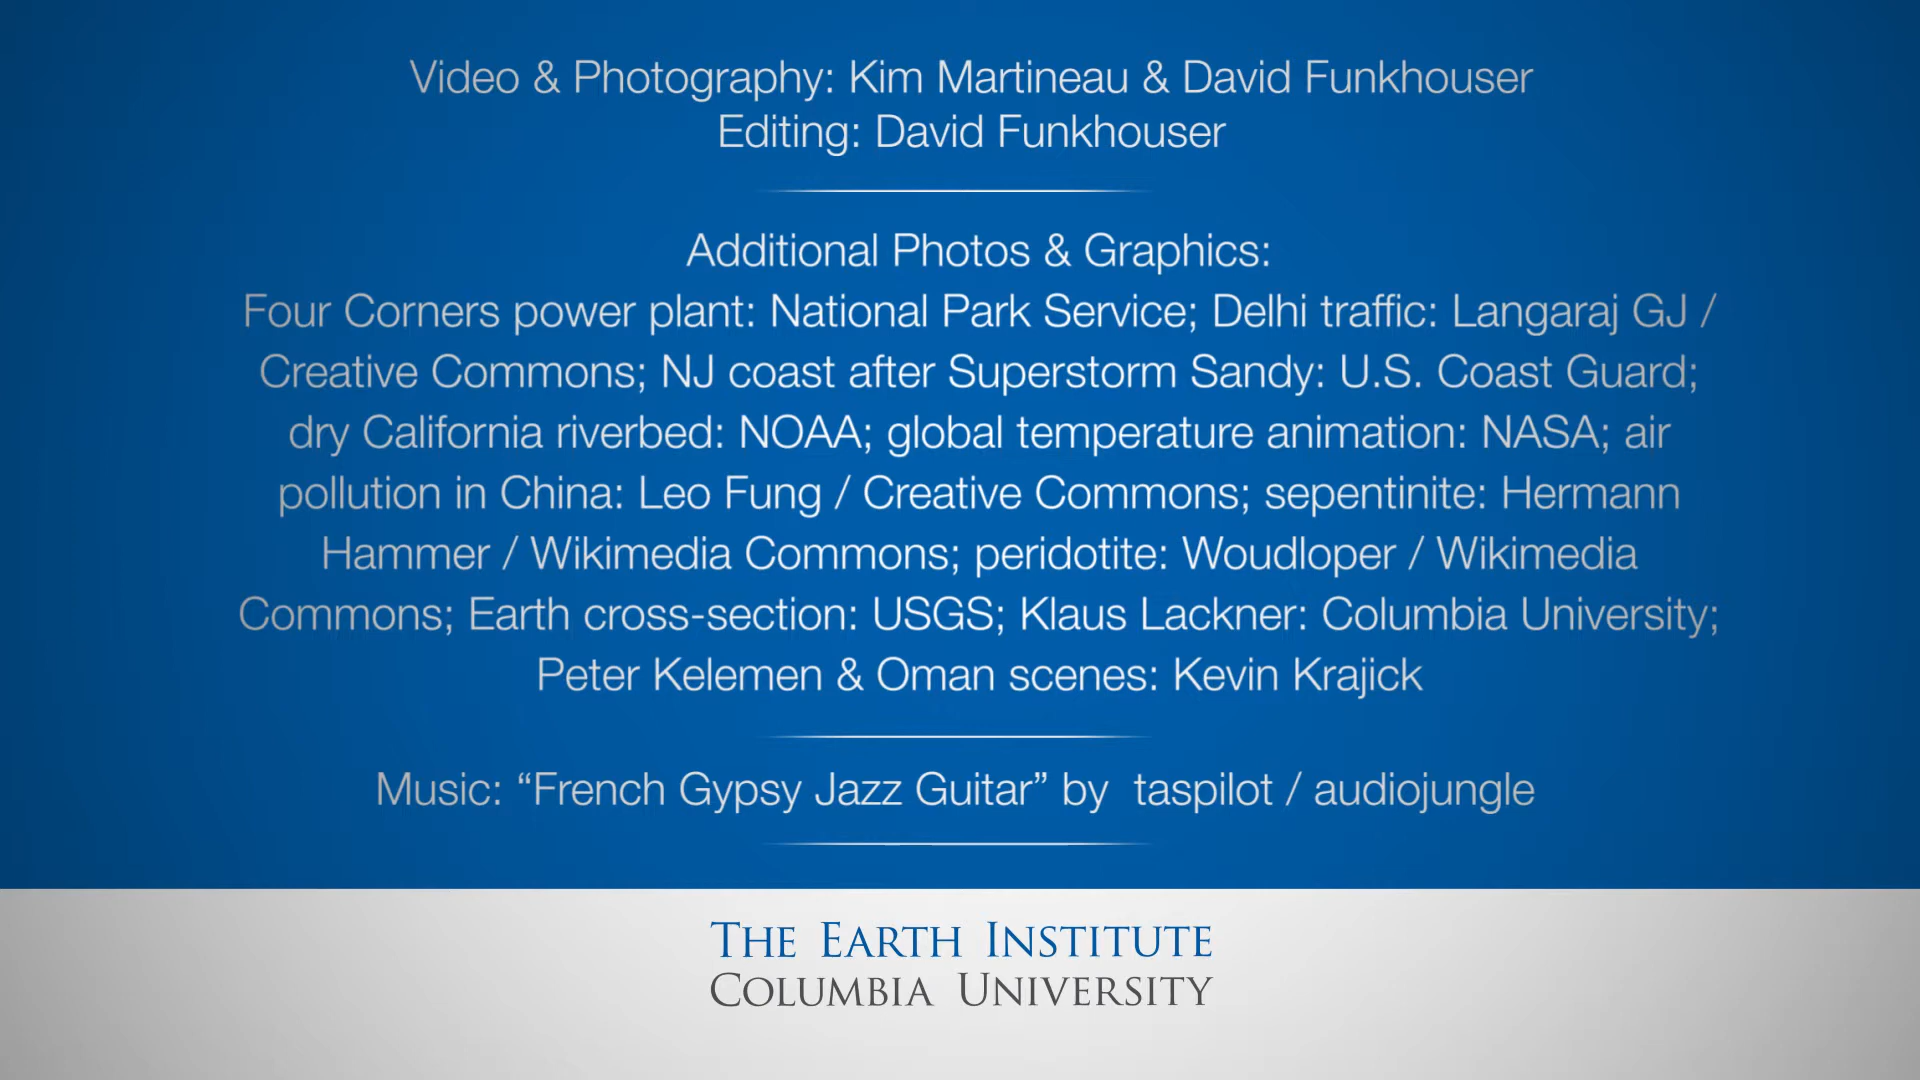 Video & Photography: Kim Martineau & David Funkhouser
Editing: David Funkhouser
Additional Photos & Graphics:
Four Corners power plant: National Park Service; Delhi traffic: Langaraj GJ /
Creative Commons; NJ coast after Superstorm Sandy: U.S. Coast Guard;
dry California riverbed: NOAA; global temperature animation: NASA; air
pollution in China: Leo Fung / Creative Commons; sepentinite: Hermann
Hammer / Wikimedia Commons; peridotite: Woudloper / Wikimedia
Commons; Earth cross-section: USGS; Klaus Lackner: Columbia University;
Peter Kelemen & Oman scenes: Kevin Krajick
Music: “French Gypsy Jazz Guitar” by  taspilot / audiojungle
The Earth Institute
Columbia University